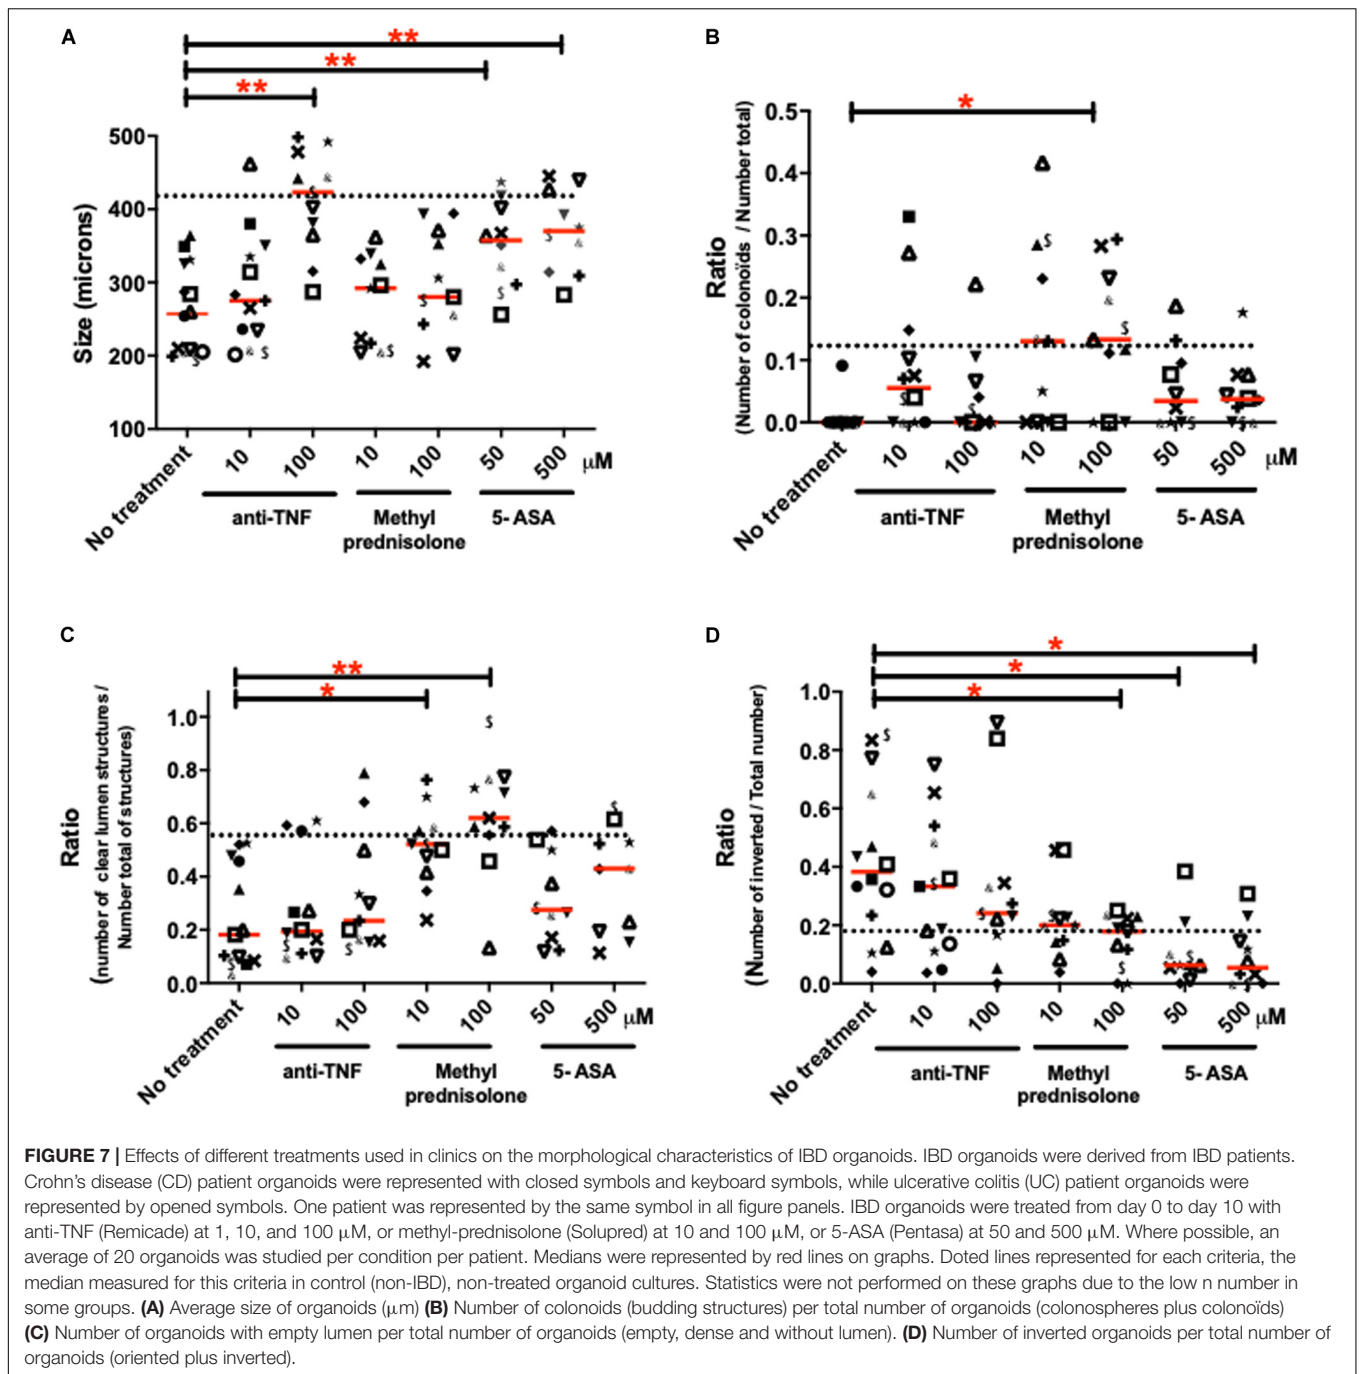 A
**
**
**
500
400
300
200
100
Size (microns)
No treatment
10
100
10
100
50
500
μM
anti-TNF
Methyl
prednisolone
5- ASA
B
*
0.5
0.4
0.3
0.2
0.1
0.0
Ratio
(Number of colonoïds / Number total)
No treatment
10
100
10
100
50
500
μM
anti-TNF
Methyl
prednisolone
5- ASA
C
**
*
1.0
0.8
0.6
0.4
0.2
0.0
Ratio
(number of clear lumen structures /
Number total of structures)
No treatment
10
100
10
100
50
500
μM
anti-TNF
Methyl
prednisolone
5- ASA
D
*
*
*
1.0
0.8
0.6
0.4
0.2
0.0
Ratio
(Number of inverted / Total number)
No treatment
10
100
10
100
50
500
μM
anti-TNF
Methyl
prednisolone
5- ASA
FIGURE 7 | Effects of different treatments used in clinics on the morphological characteristics of IBD organoids. IBD organoids were derived from IBD patients.
Crohn's disease (CD) patient organoids were represented with closed symbols and keyboard symbols, while ulcerative colitis (UC) patient organoids were
represented by opened symbols. One patient was represented by the same symbol in all figure panels. IBD organoids were treated from day 0 to day 10 with
anti-TNF (Remicade) at 1, 10, and 100 μM, or methyl-prednisolone (Solupred) at 10 and 100 μM, or 5-ASA (Pentasa) at 50 and 500 μM. Where possible, an
average of 20 organoids was studied per condition per patient. Medians were represented by red lines on graphs. Doted lines represented for each criteria, the
median measured for this criteria in control (non-IBD), non-treated organoid cultures. Statistics were not performed on these graphs due to the low n number in
some groups. (A) Average size of organoids (μm) (B) Number of colonoids (budding structures) per total number of organoids (colonospheres plus colonoïds)
(C) Number of organoids with empty lumen per total number of organoids (empty, dense and without lumen). (D) Number of inverted organoids per total number of
organoids (oriented plus inverted).